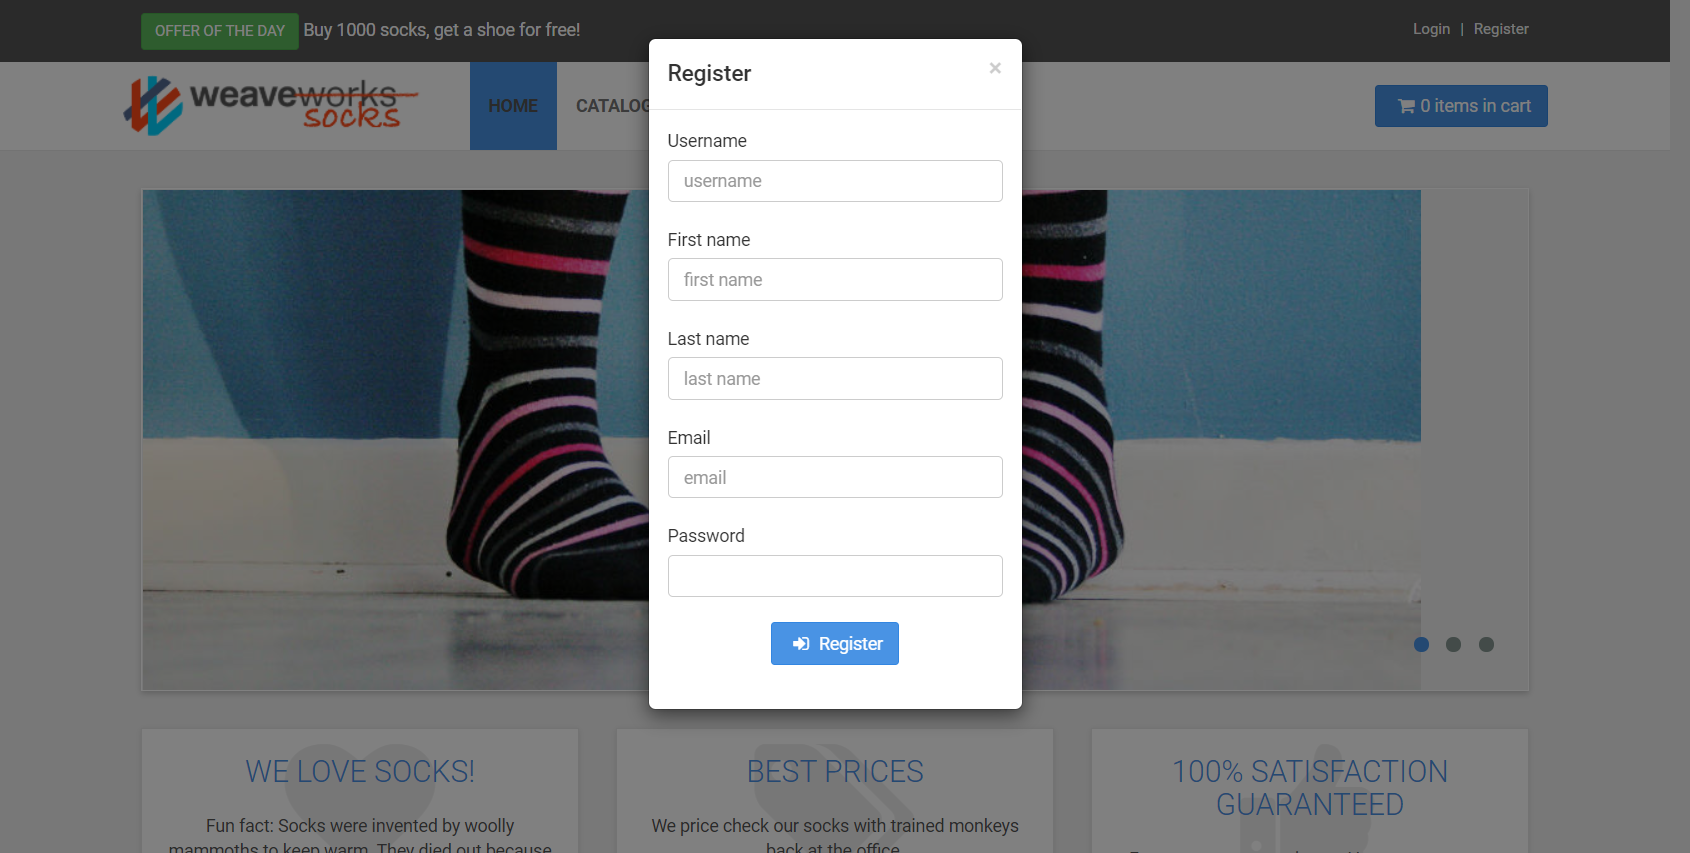 OFFER OF THE DAY Buy 1000 socks, get a shoe for free!
Login | Register
weaveworks
socks
HOME
CATALOG
0 items in cart
Register
×
Username
username
First name
first name
Last name
last name
Email
email
Password
Register
WE LOVE SOCKS!
Fun fact: Socks were invented by woolly
mammoths to keep warm. They died out because
BEST PRICES
We price check our socks with trained monkeys
back at the office
100% SATISFACTION
GUARANTEED